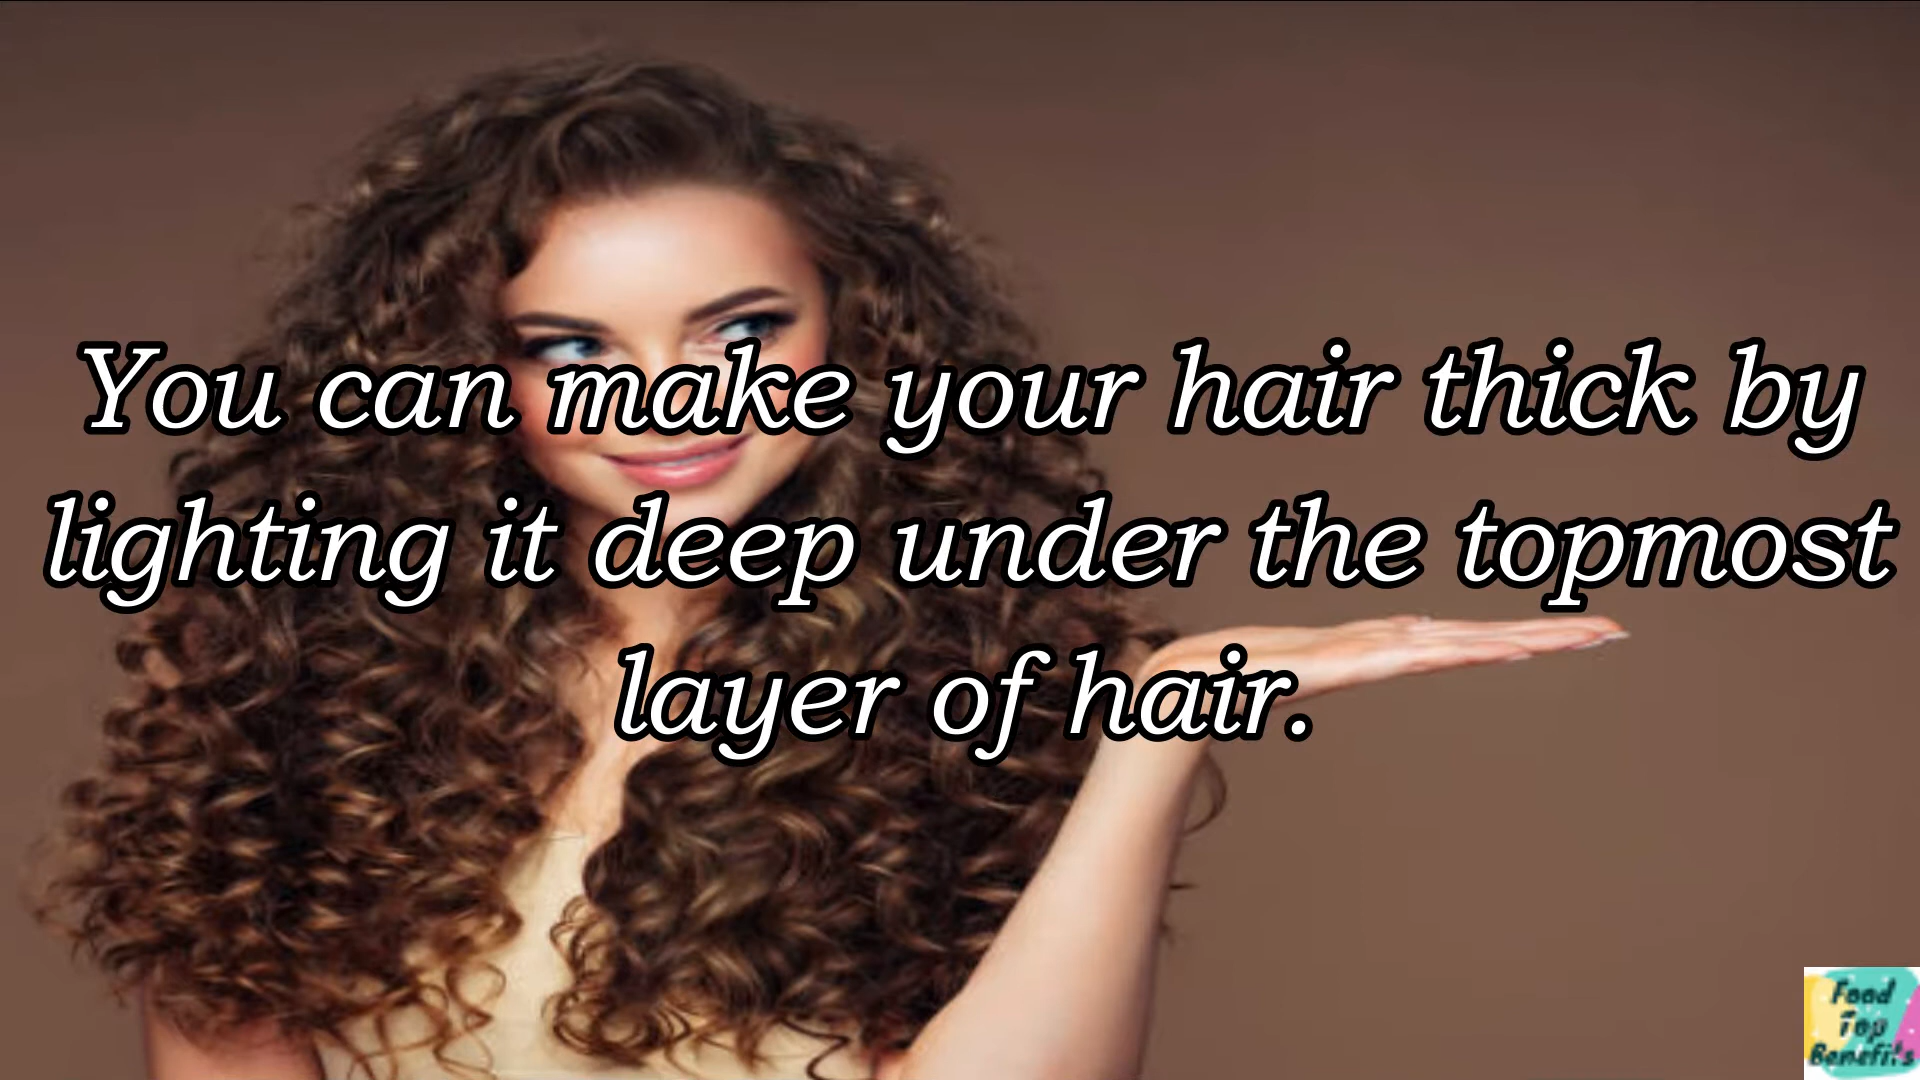 You can make your hair thick by
lighting it deep under the topmost
layer of hair.
Food
Top
Benefits